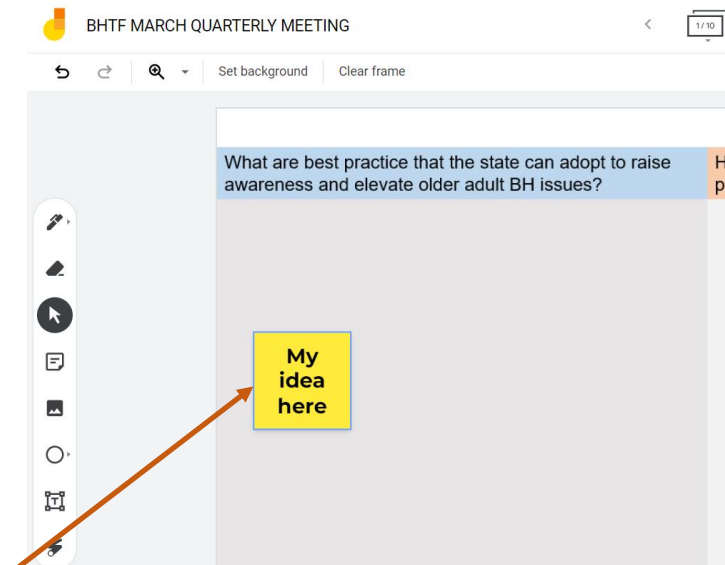 BHTF MARCH QUARTERLY MEETING
1/10
Set background
Clear frame
What are best practice that the state can adopt to raise
awareness and elevate older adult BH issues?
H
p
My
idea
here
T